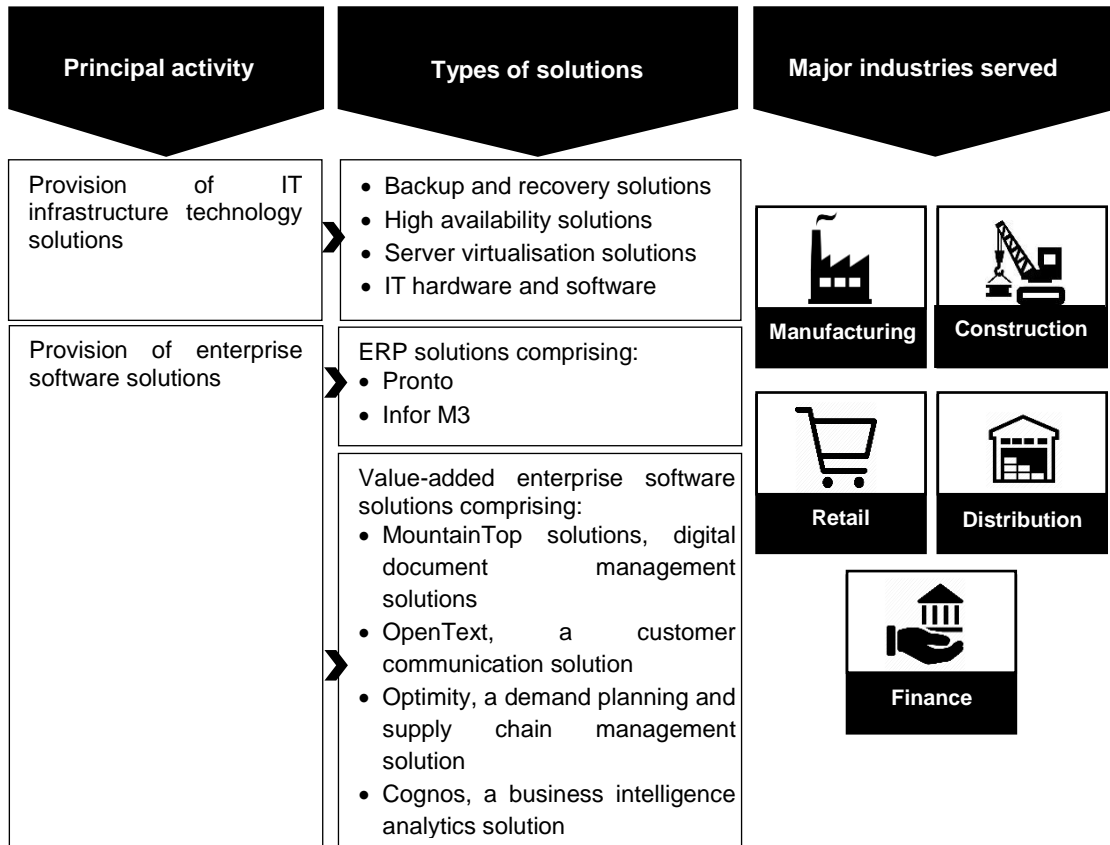 Principal activity
Types of solutions
Major industries served
Provision of IT
infrastructure technology
solutions
• Backup and recovery solutions
• High availability solutions
• Server virtualisation solutions
• IT hardware and software
Provision of enterprise
software solutions
ERP solutions comprising:
• Pronto
• Infor M3
Value-added enterprise software
solutions comprising:
• MountainTop solutions, digital
document management
solutions
• OpenText, a customer
communication solution
• Optimity, a demand planning and
supply chain management
solution
• Cognos, a business intelligence
analytics solution
Manufacturing
Construction
Retail
Distribution
Finance